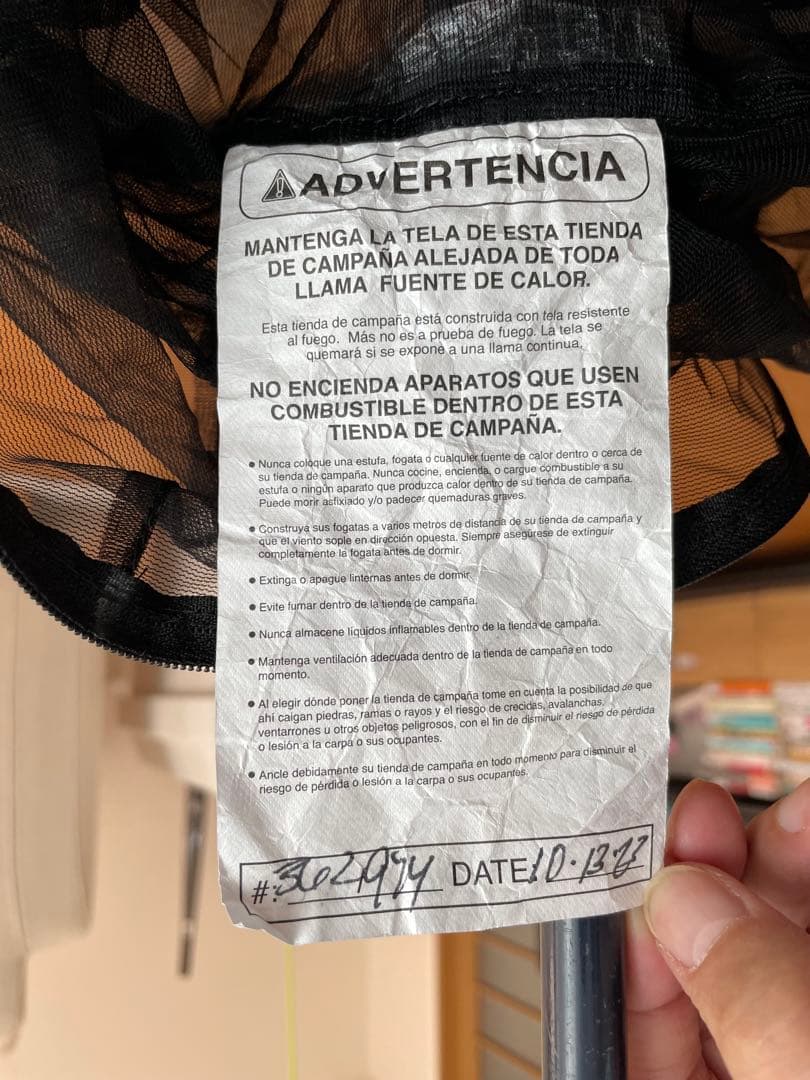 ADVERTENCIA
MANTENGA LA TELA DE ESTA TIENDA
DE CAMPAÑA ALEJADA DE TODA
LLAMA FUENTE DE CALOR.
Esta tienda de campaña está construida con tela resistente
al fuego. Más no es a prueba de fuego. La tela se
quemará si se expone a una llama continua.
NO ENCIENDA APARATOS QUE USEN
COMBUSTIBLE DENTRO DE ESTA
TIENDA DE CAMPAÑA.
• Nunca coloque una estufa, fogata o cualquier fuente de calor dentro o cerca de
su tienda de campaña. Nunca cocine, encienda, o cargue combustible a su
estufa o ningún aparato que produzca calor dentro de su tienda de campaña.
Puede morir asfixiado y/o padecer quemaduras graves.
• Construya sus fogatas a varios metros de distancia de su tienda de campaña y
que el viento sople en dirección opuesta. Siempre asegúrese de extinguir
completamente la fogata antes de dormir.
• Extinga o apague linternas antes de dormir.
• Evite fumar dentro de la tienda de campaña.
• Nunca almacene líquidos inflamables dentro de la tienda de campaña.
• Mantenga ventilación adecuada dentro de la tienda de campaña en todo
momento.
• Al elegir dónde poner la tienda de campaña tome en cuenta la posibilidad de que
ahí caigan piedras, ramas o rayos y el riesgo de crecidas, avalanchas,
ventarrones u otros objetos peligrosos, con el fin de disminuir el riesgo de pérdida
o lesión a la carpa o sus ocupantes.
• Ancle debidamente su tienda de campaña en todo momento para disminuir el
riesgo de pérdida o lesión a la carpa o sus ocupantes.
#: DATE: